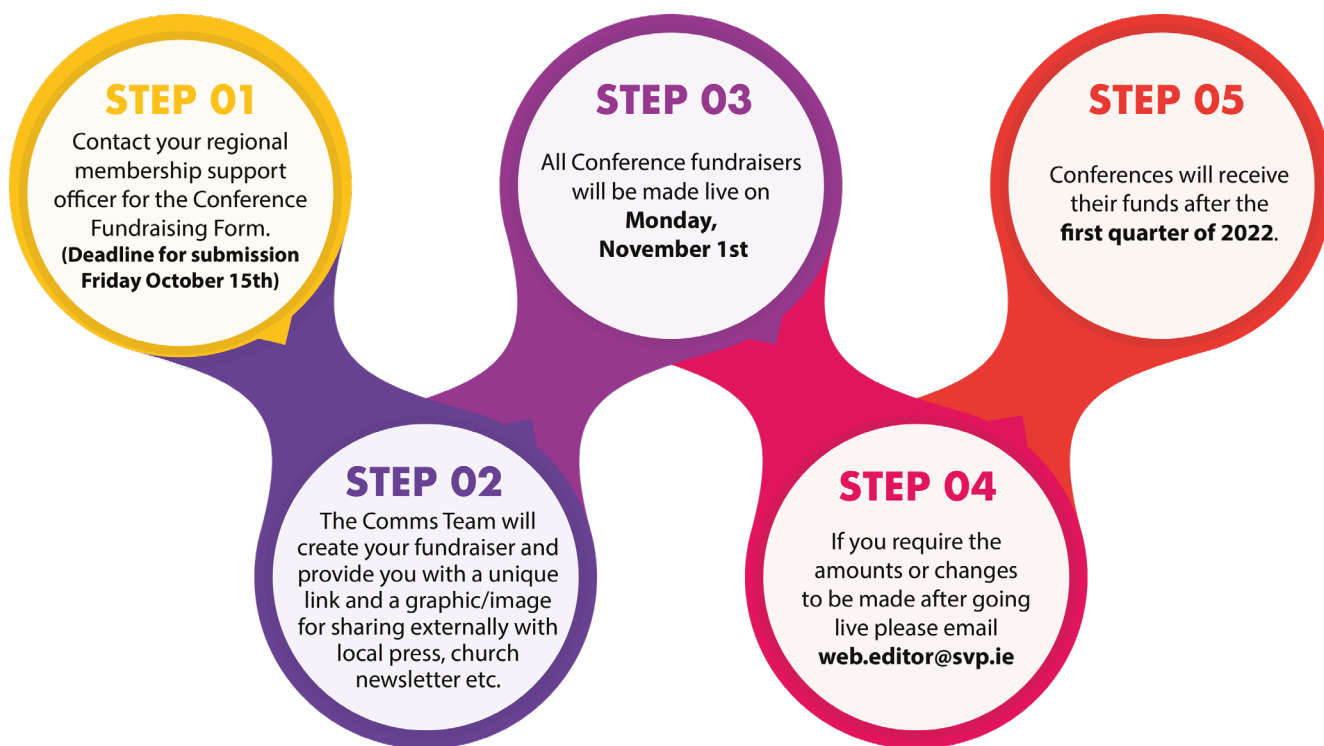 STEP 01
Contact your regional
membership support
officer for the Conference
Fundraising Form.
(Deadline for submission
Friday October 15th)
STEP 02
The Comms Team will
create your fundraiser and
provide you with a unique
link and a graphic/image
for sharing externally with
local press, church
newsletter etc.
STEP 03
All Conference fundraisers
will be made live on
Monday,
November 1st
STEP 04
If you require the
amounts or changes
to be made after going
live please email
web.editor@svp.ie
STEP 05
Conferences will receive
their funds after the
first quarter of 2022.